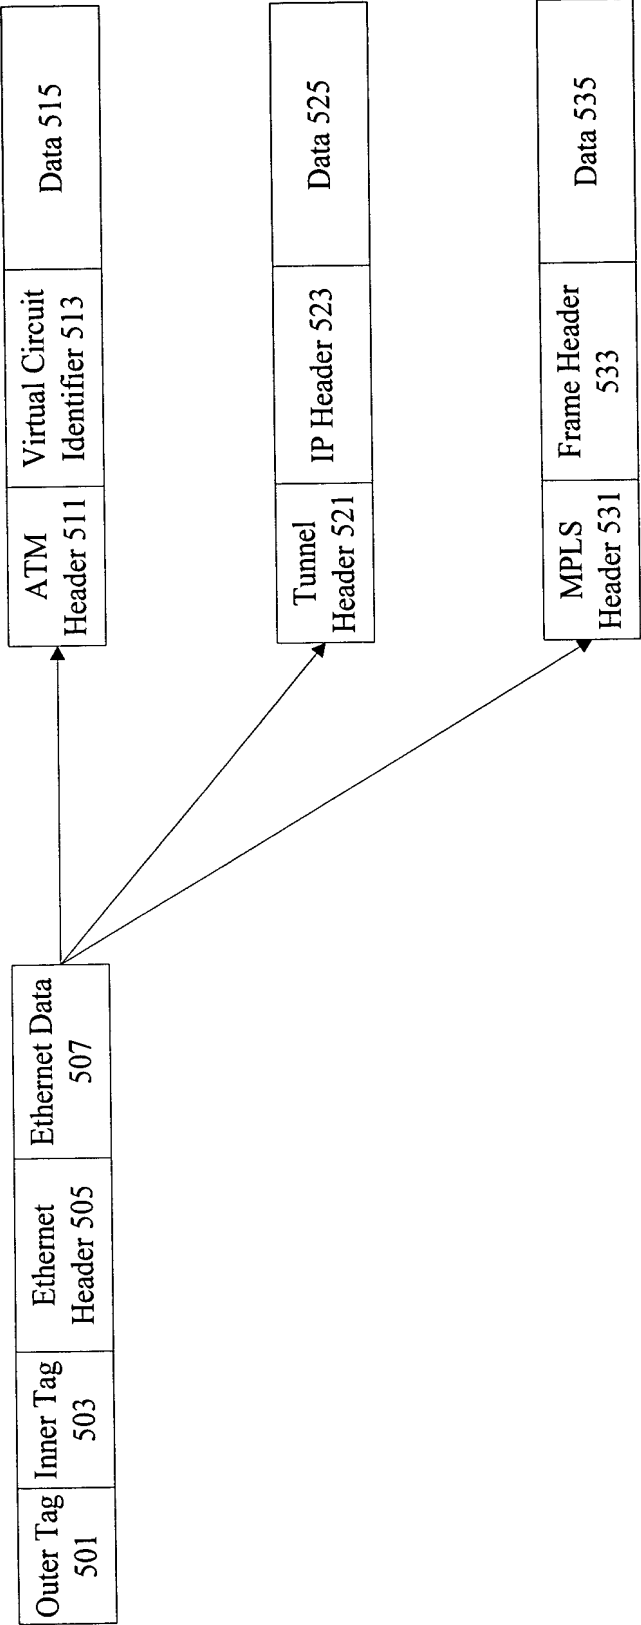 Outer Tag
501
Inner Tag
503
Ethernet
Header 505
Ethernet Data
507
ATM
Header 511
Virtual Circuit
Identifier 513
Data 515
Tunnel
Header 521
IP Header 523
Data 525
MPLS
Header 531
Frame Header
533
Data 535